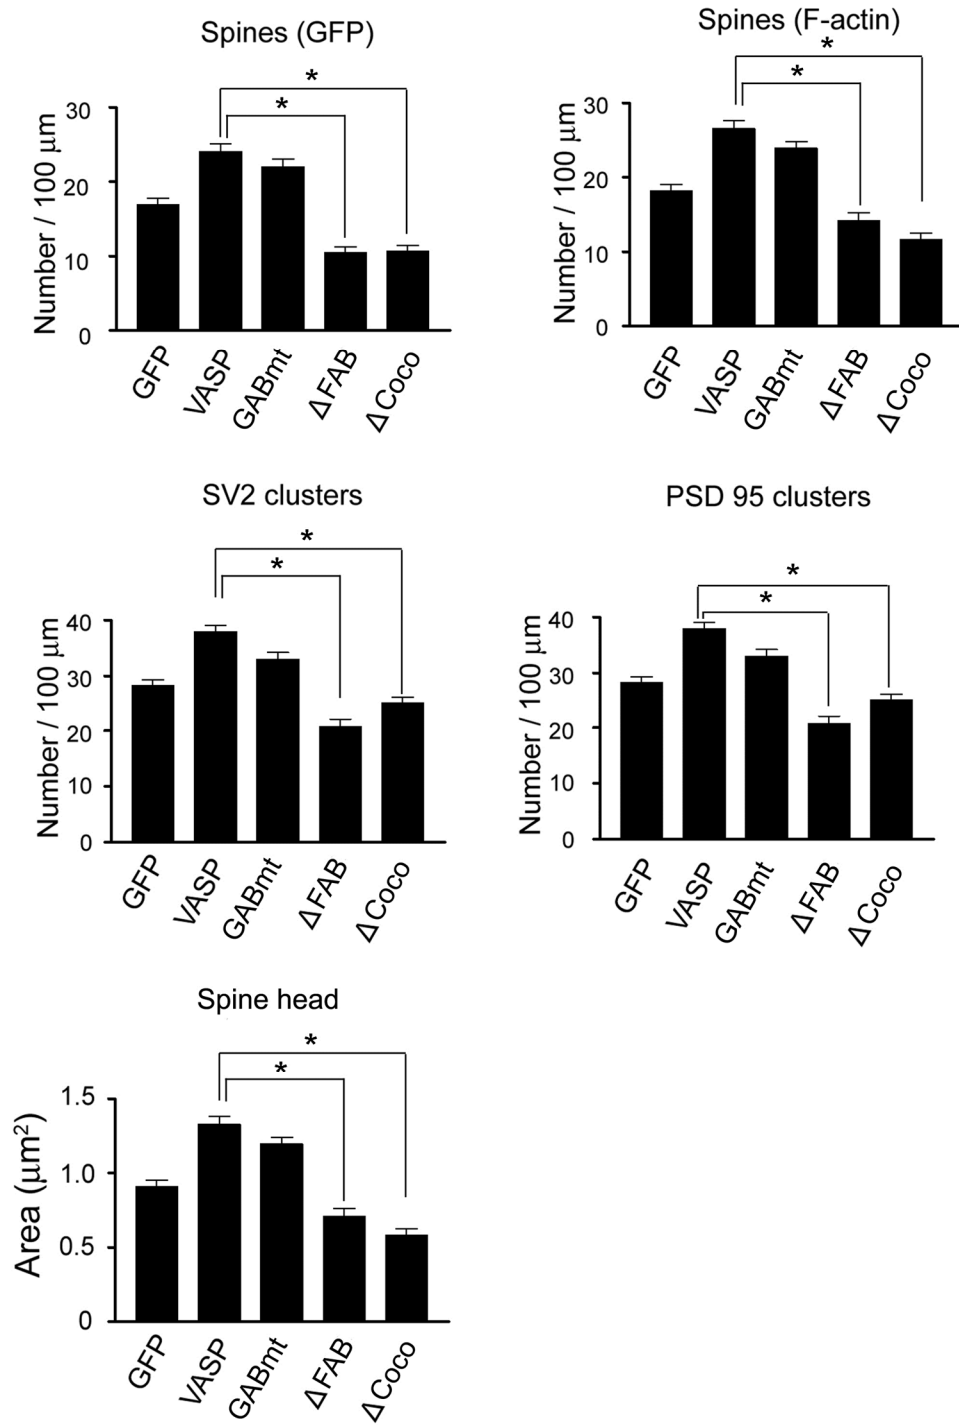 Spines (GFP)
*
*
Number / 100 μm
30
20
10
0
GFP
VASP
GABmt
ΔFAB
ΔCoco
Spines (F-actin)
*
*
Number / 100 μm
30
20
10
0
GFP
VASP
GABmt
ΔFAB
ΔCoco
SV2 clusters
*
*
Number / 100 μm
40
30
20
10
0
GFP
VASP
GABmt
ΔFAB
ΔCoco
PSD 95 clusters
*
*
Number / 100 μm
40
30
20
10
0
GFP
VASP
GABmt
ΔFAB
ΔCoco
Spine head
*
*
Area (μm²)
1.5
1.0
0.5
0
GFP
VASP
GABmt
ΔFAB
ΔCoco